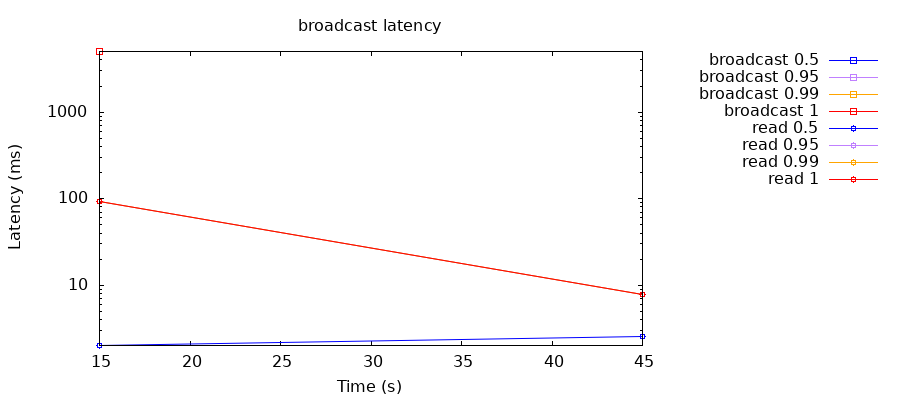 broadcast latency
broadcast 0.5
broadcast 0.95
broadcast 0.99
broadcast 1
read 0.5
read 0.95
read 0.99
read 1
1000
100
10
Latency (ms)
15 20 25 30 35 40 45
Time (s)